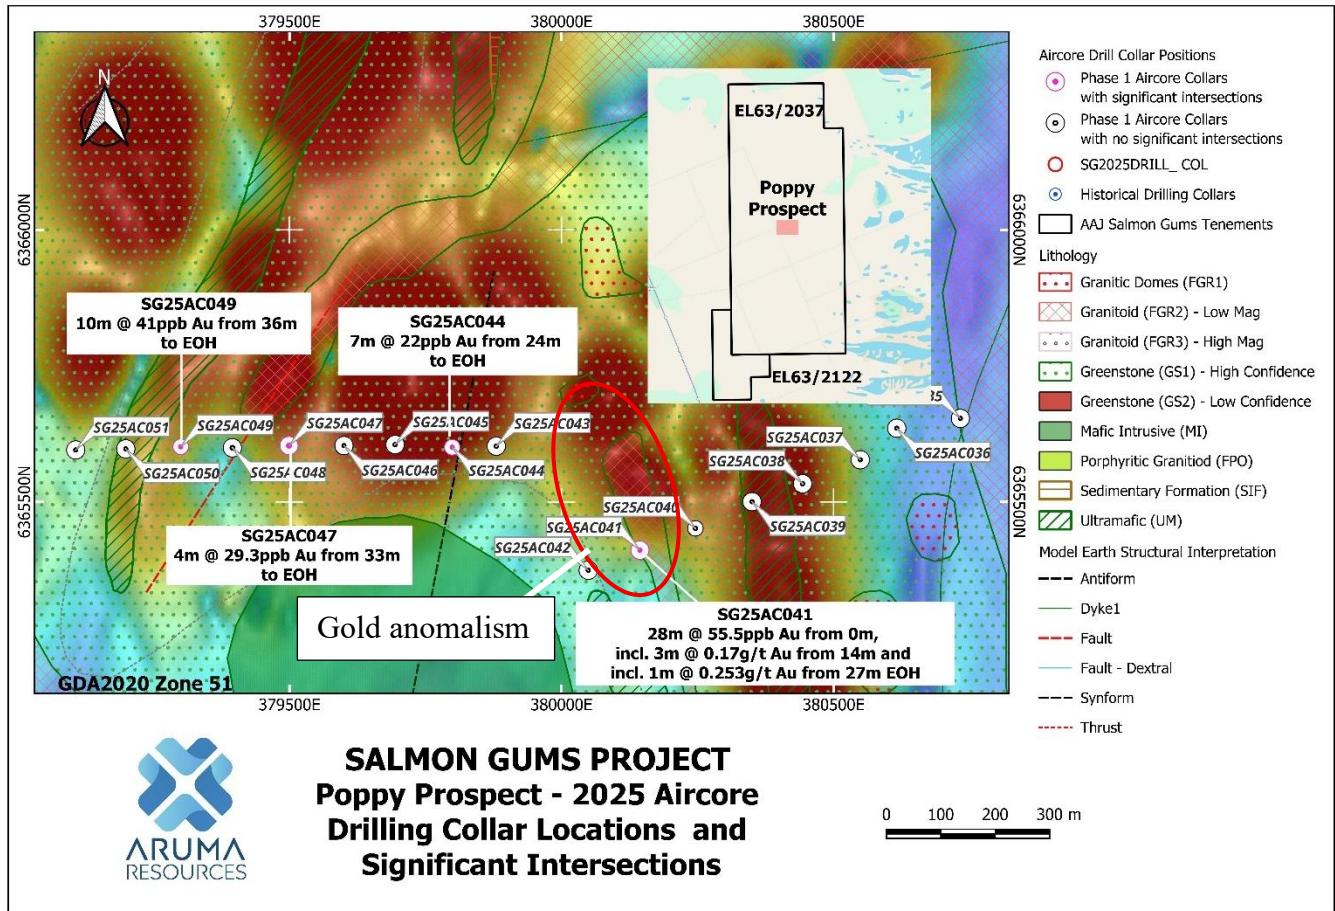 379500E
380000E
380500E
N
6366000N
6365500N
6366000N
6365500N
EL63/2037
Poppy
Prospect
EL63/2122
SG25AC049
10m @ 41ppb Au from 36m
to EOH
SG25AC044
7m @ 22ppb Au from 24m
to EOH
SG25AC051
SG25AC049
SG25AC047
SG25AC045
SG25AC043
SG25AC050
SG25AC048
SG25AC046
SG25AC044
SG25AC037
SG25AC036
SG25AC038
SG25AC039
SG25AC040
SG25AC041
SG25AC042
SG25AC047
4m @ 29.3ppb Au from 33m
to EOH
Gold anomalism
SG25AC041
28m @ 55.5ppb Au from 0m,
incl. 3m @ 0.17g/t Au from 14m and
incl. 1m @ 0.253g/t Au from 27m EOH
GDA2020 Zone 51
379500E
380000E
380500E
Aircore Drill Collar Positions
Phase 1 Aircore Collars
with significant intersections
Phase 1 Aircore Collars
with no significant intersections
SG2025DRILL_ COL
Historical Drilling Collars
AAJ Salmon Gums Tenements
Lithology
Granitic Domes (FGR1)
Granitoid (FGR2) - Low Mag
Granitoid (FGR3) - High Mag
Greenstone (GS1) - High Confidence
Greenstone (GS2) - Low Confidence
Mafic Intrusive (MI)
Porphyritic Granitiod (FPO)
Sedimentary Formation (SIF)
Ultramafic (UM)
Model Earth Structural Interpretation
Antiform
Dyke1
Fault
Fault - Dextral
Synform
Thrust
ARUMA
RESOURCES
SALMON GUMS PROJECT
Poppy Prospect - 2025 Aircore
Drilling Collar Locations and
Significant Intersections
0 100 200 300 m